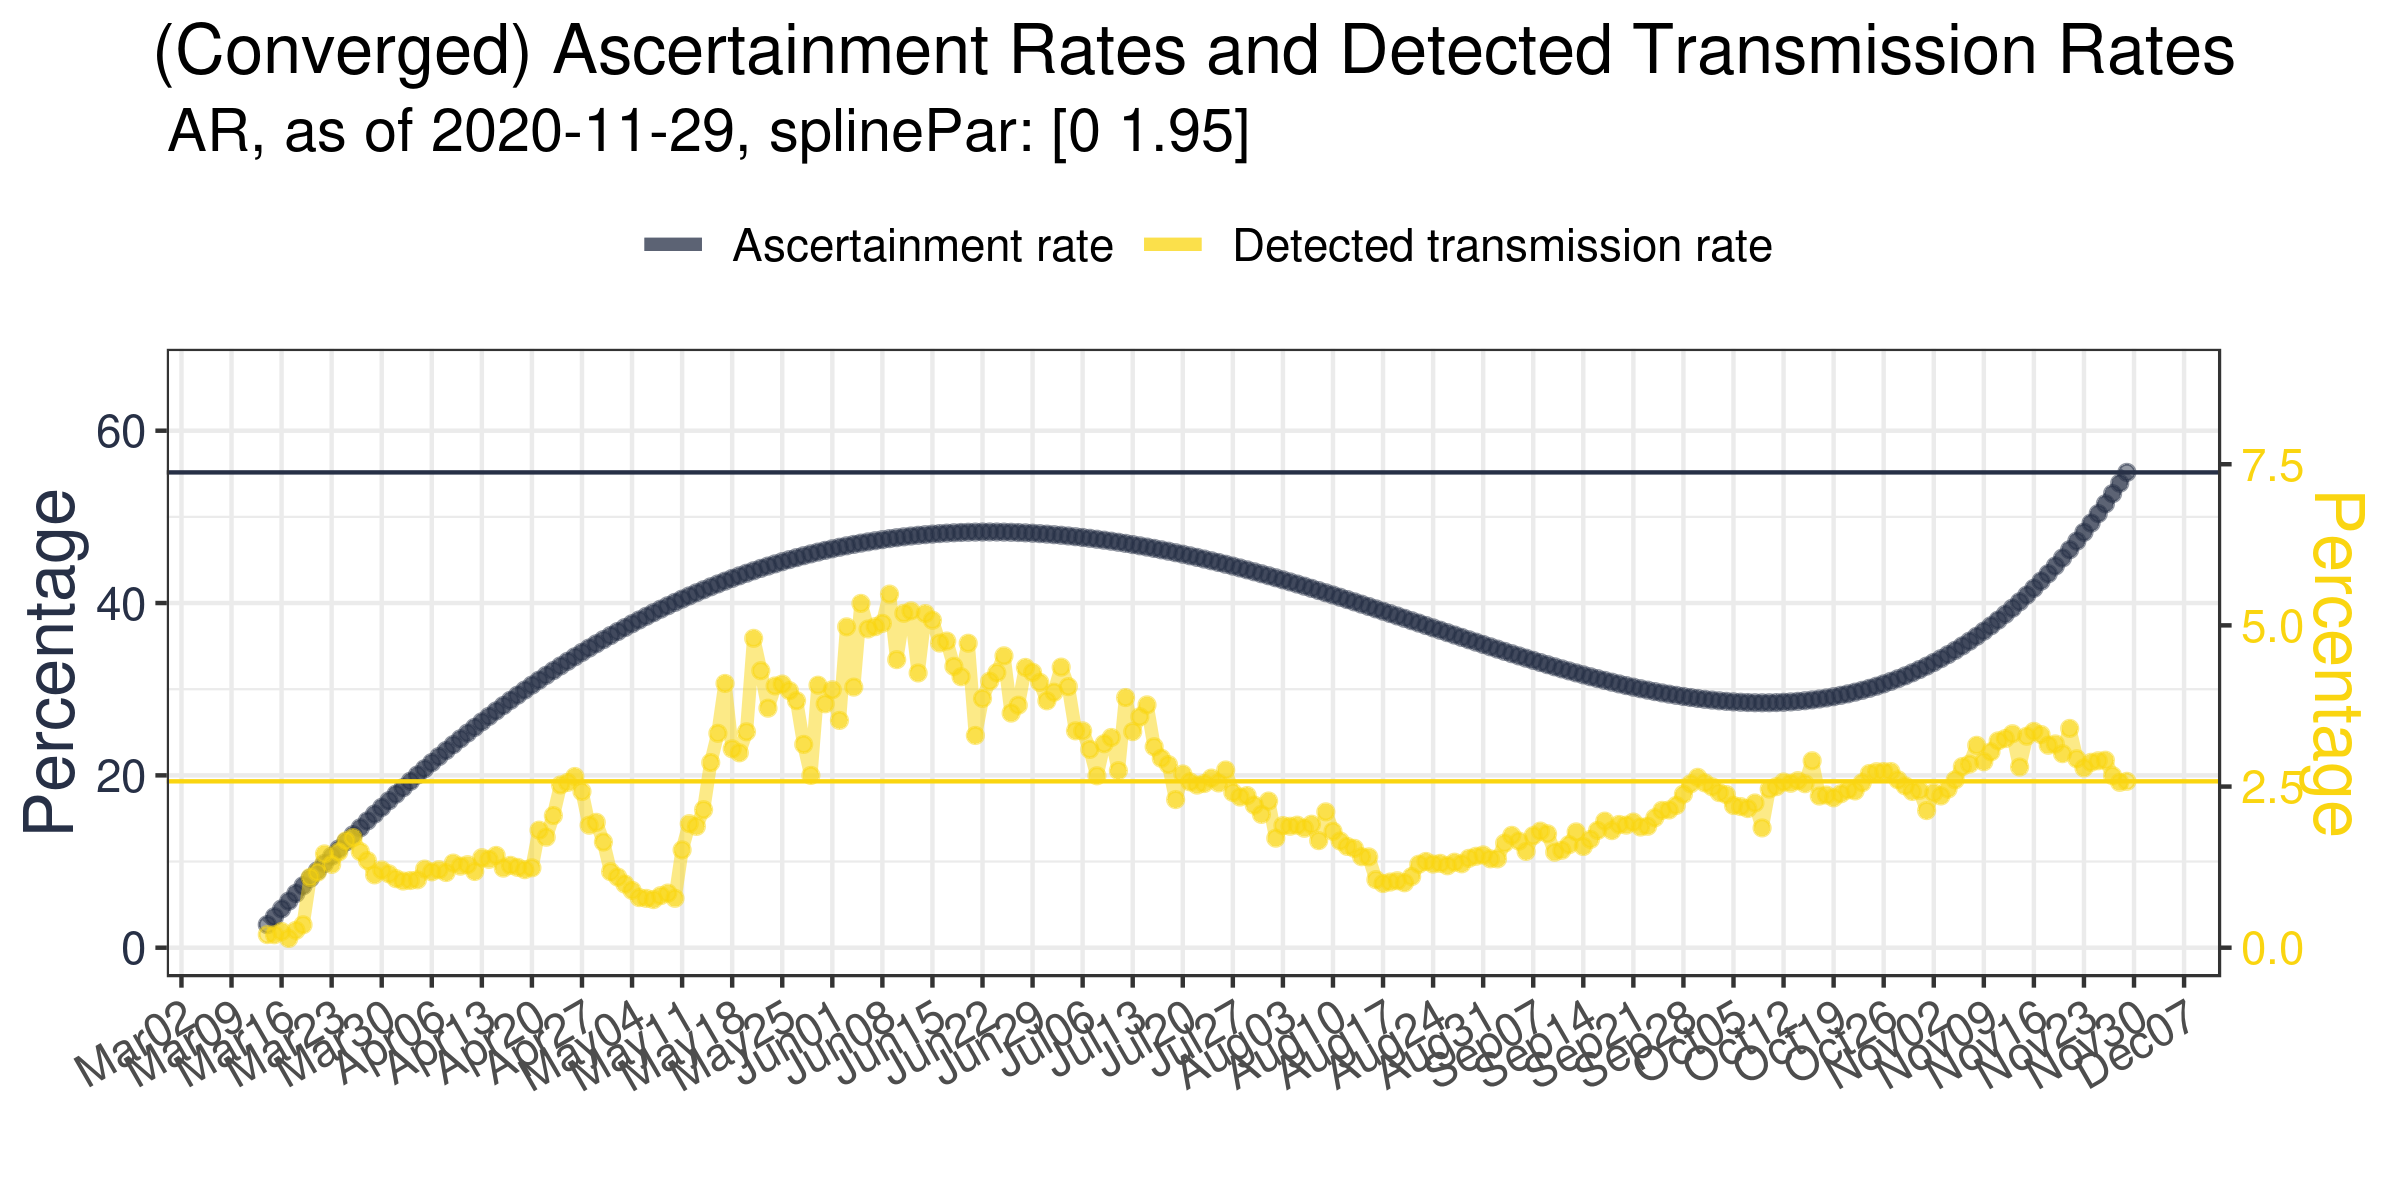 (Converged) Ascertainment Rates and Detected Transmission Rates
AR, as of 2020-11-29, splinePar: [0 1.95]
Ascertainment rate
Detected transmission rate
Percentage
60
40
20
0
7.5
5.0
2.5
0.0
Percentage
Mar02
Mar09
Mar16
Mar23
Mar30
Apr06
Apr13
Apr20
Apr27
May04
May11
May18
May25
Jun01
Jun08
Jun15
Jun22
Jun29
Jul06
Jul13
Jul20
Jul27
Aug03
Aug10
Aug17
Aug24
Aug31
Sep07
Sep14
Sep21
Sep28
Oct05
Oct12
Oct19
Oct26
Nov02
Nov09
Nov16
Nov23
Nov30
Dec07